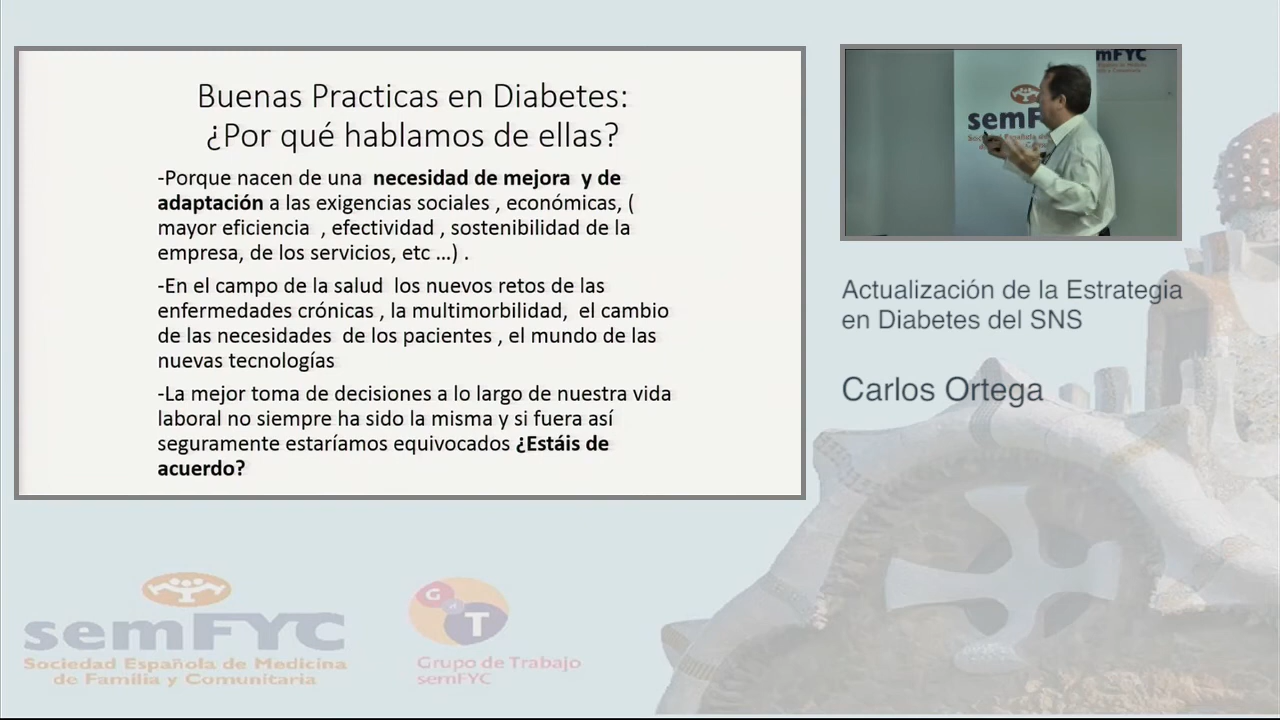 Buenas Practicas en Diabetes:
¿Por qué hablamos de ellas?
-Porque nacen de una necesidad de mejora y de
adaptación a las exigencias sociales , económicas, (
mayor eficiencia , efectividad , sostenibilidad de la
empresa, de los servicios, etc ...) .
-En el campo de la salud los nuevos retos de las
enfermedades crónicas , la multimorbilidad, el cambio
de las necesidades de los pacientes , el mundo de las
nuevas tecnologías
-La mejor toma de decisiones a lo largo de nuestra vida
laboral no siempre ha sido la misma y si fuera así
seguramente estaríamos equivocados ¿Estáis de
acuerdo?
mFYC
semF
Actualización de la Estrategia
en Diabetes del SNS
Carlos Ortega
semFYC
Sociedad Española de Medicina
de Familia y Comunitaria
G T
Grupo de Trabajo
semFYC